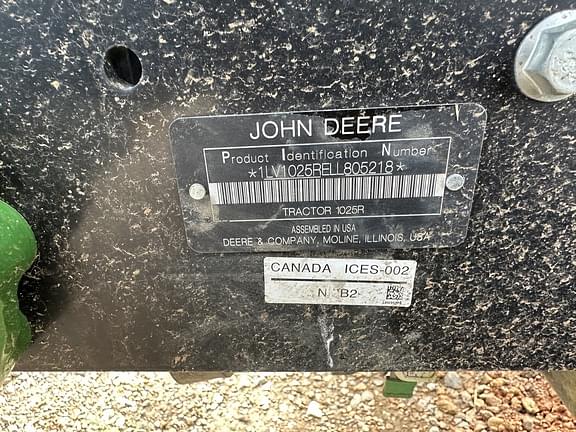 JOHN DEERE
Product Identification Number
*1LV1025RELL805218*
TRACTOR 1025R
ASSEMBLED IN USA
DEERE & COMPANY, MOLINE, ILLINOIS, USA
CANADA ICES-002